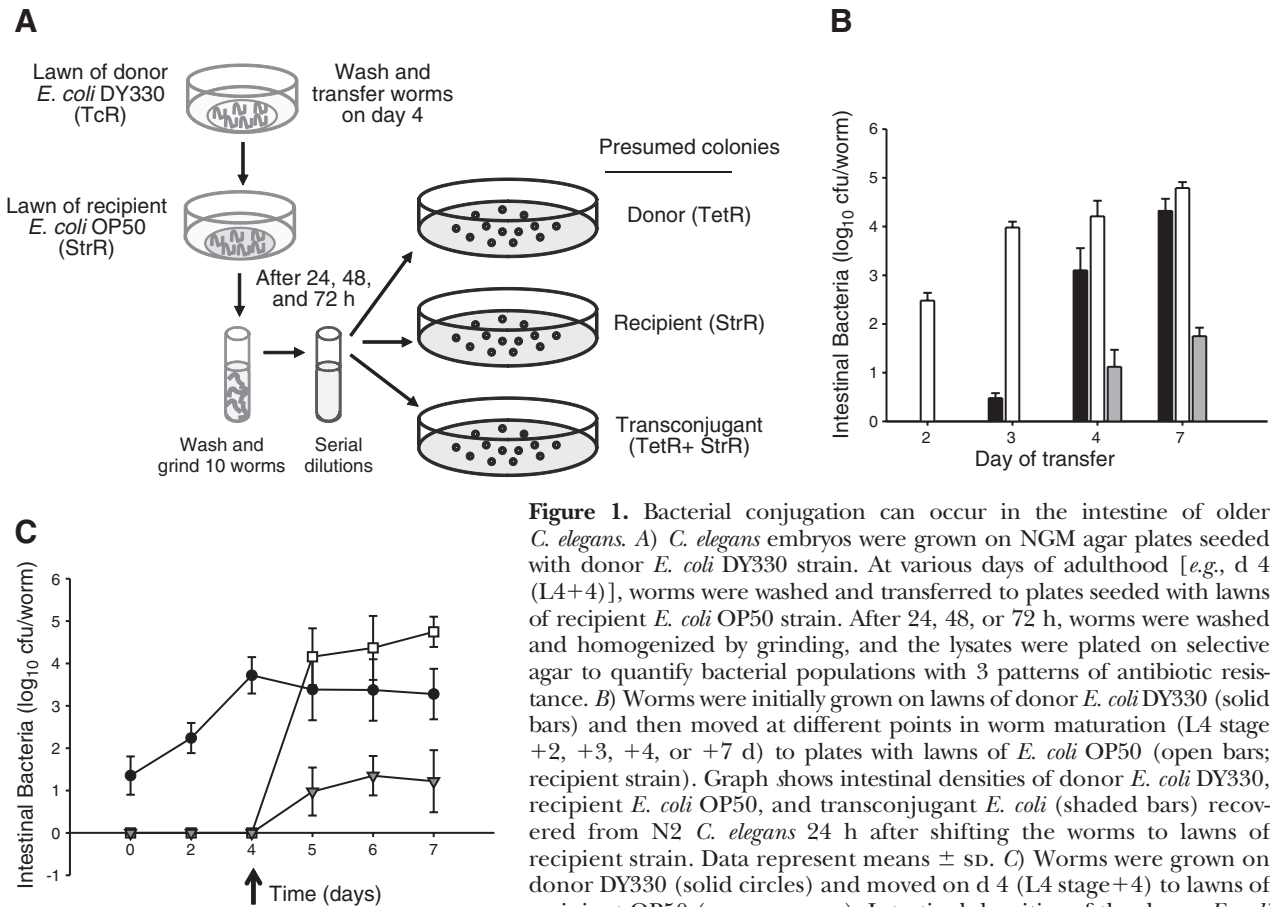 A
Lawn of donor
E. coli DY330
(TcR)
Wash and
transfer worms
on day 4
Lawn of recipient
E. coli OP50
(StrR)
After 24, 48,
and 72 h
Wash and
grind 10 worms
Serial
dilutions
Presumed colonies
Donor (TetR)
Recipient (StrR)
Transconjugant
(TetR+ StrR)
B
Intestinal Bacteria (log10 cfu/worm)
6
5
4
3
2
1
0
2 3 4 7
Day of transfer
C
Intestinal Bacteria (log10 cfu/worm)
6
5
4
3
2
1
0
-1
0 2 4 5 6 7
Time (days)
Figure 1. Bacterial conjugation can occur in the intestine of older
C. elegans. A) C. elegans embryos were grown on NGM agar plates seeded
with donor E. coli DY330 strain. At various days of adulthood [e.g., d 4
(L4+4)], worms were washed and transferred to plates seeded with lawns
of recipient E. coli OP50 strain. After 24, 48, or 72 h, worms were washed
and homogenized by grinding, and the lysates were plated on selective
agar to quantify bacterial populations with 3 patterns of antibiotic resis-
tance. B) Worms were initially grown on lawns of donor E. coli DY330 (solid
bars) and then moved at different points in worm maturation (L4 stage
+2, +3, +4, or +7 d) to plates with lawns of E. coli OP50 (open bars;
recipient strain). Graph shows intestinal densities of donor E. coli DY330,
recipient E. coli OP50, and transconjugant E. coli (shaded bars) recov-
ered from N2 C. elegans 24 h after shifting the worms to lawns of
recipient strain. Data represent means ± SD. C) Worms were grown on
donor DY330 (solid circles) and moved on d 4 (L4 stage+4) to lawns of